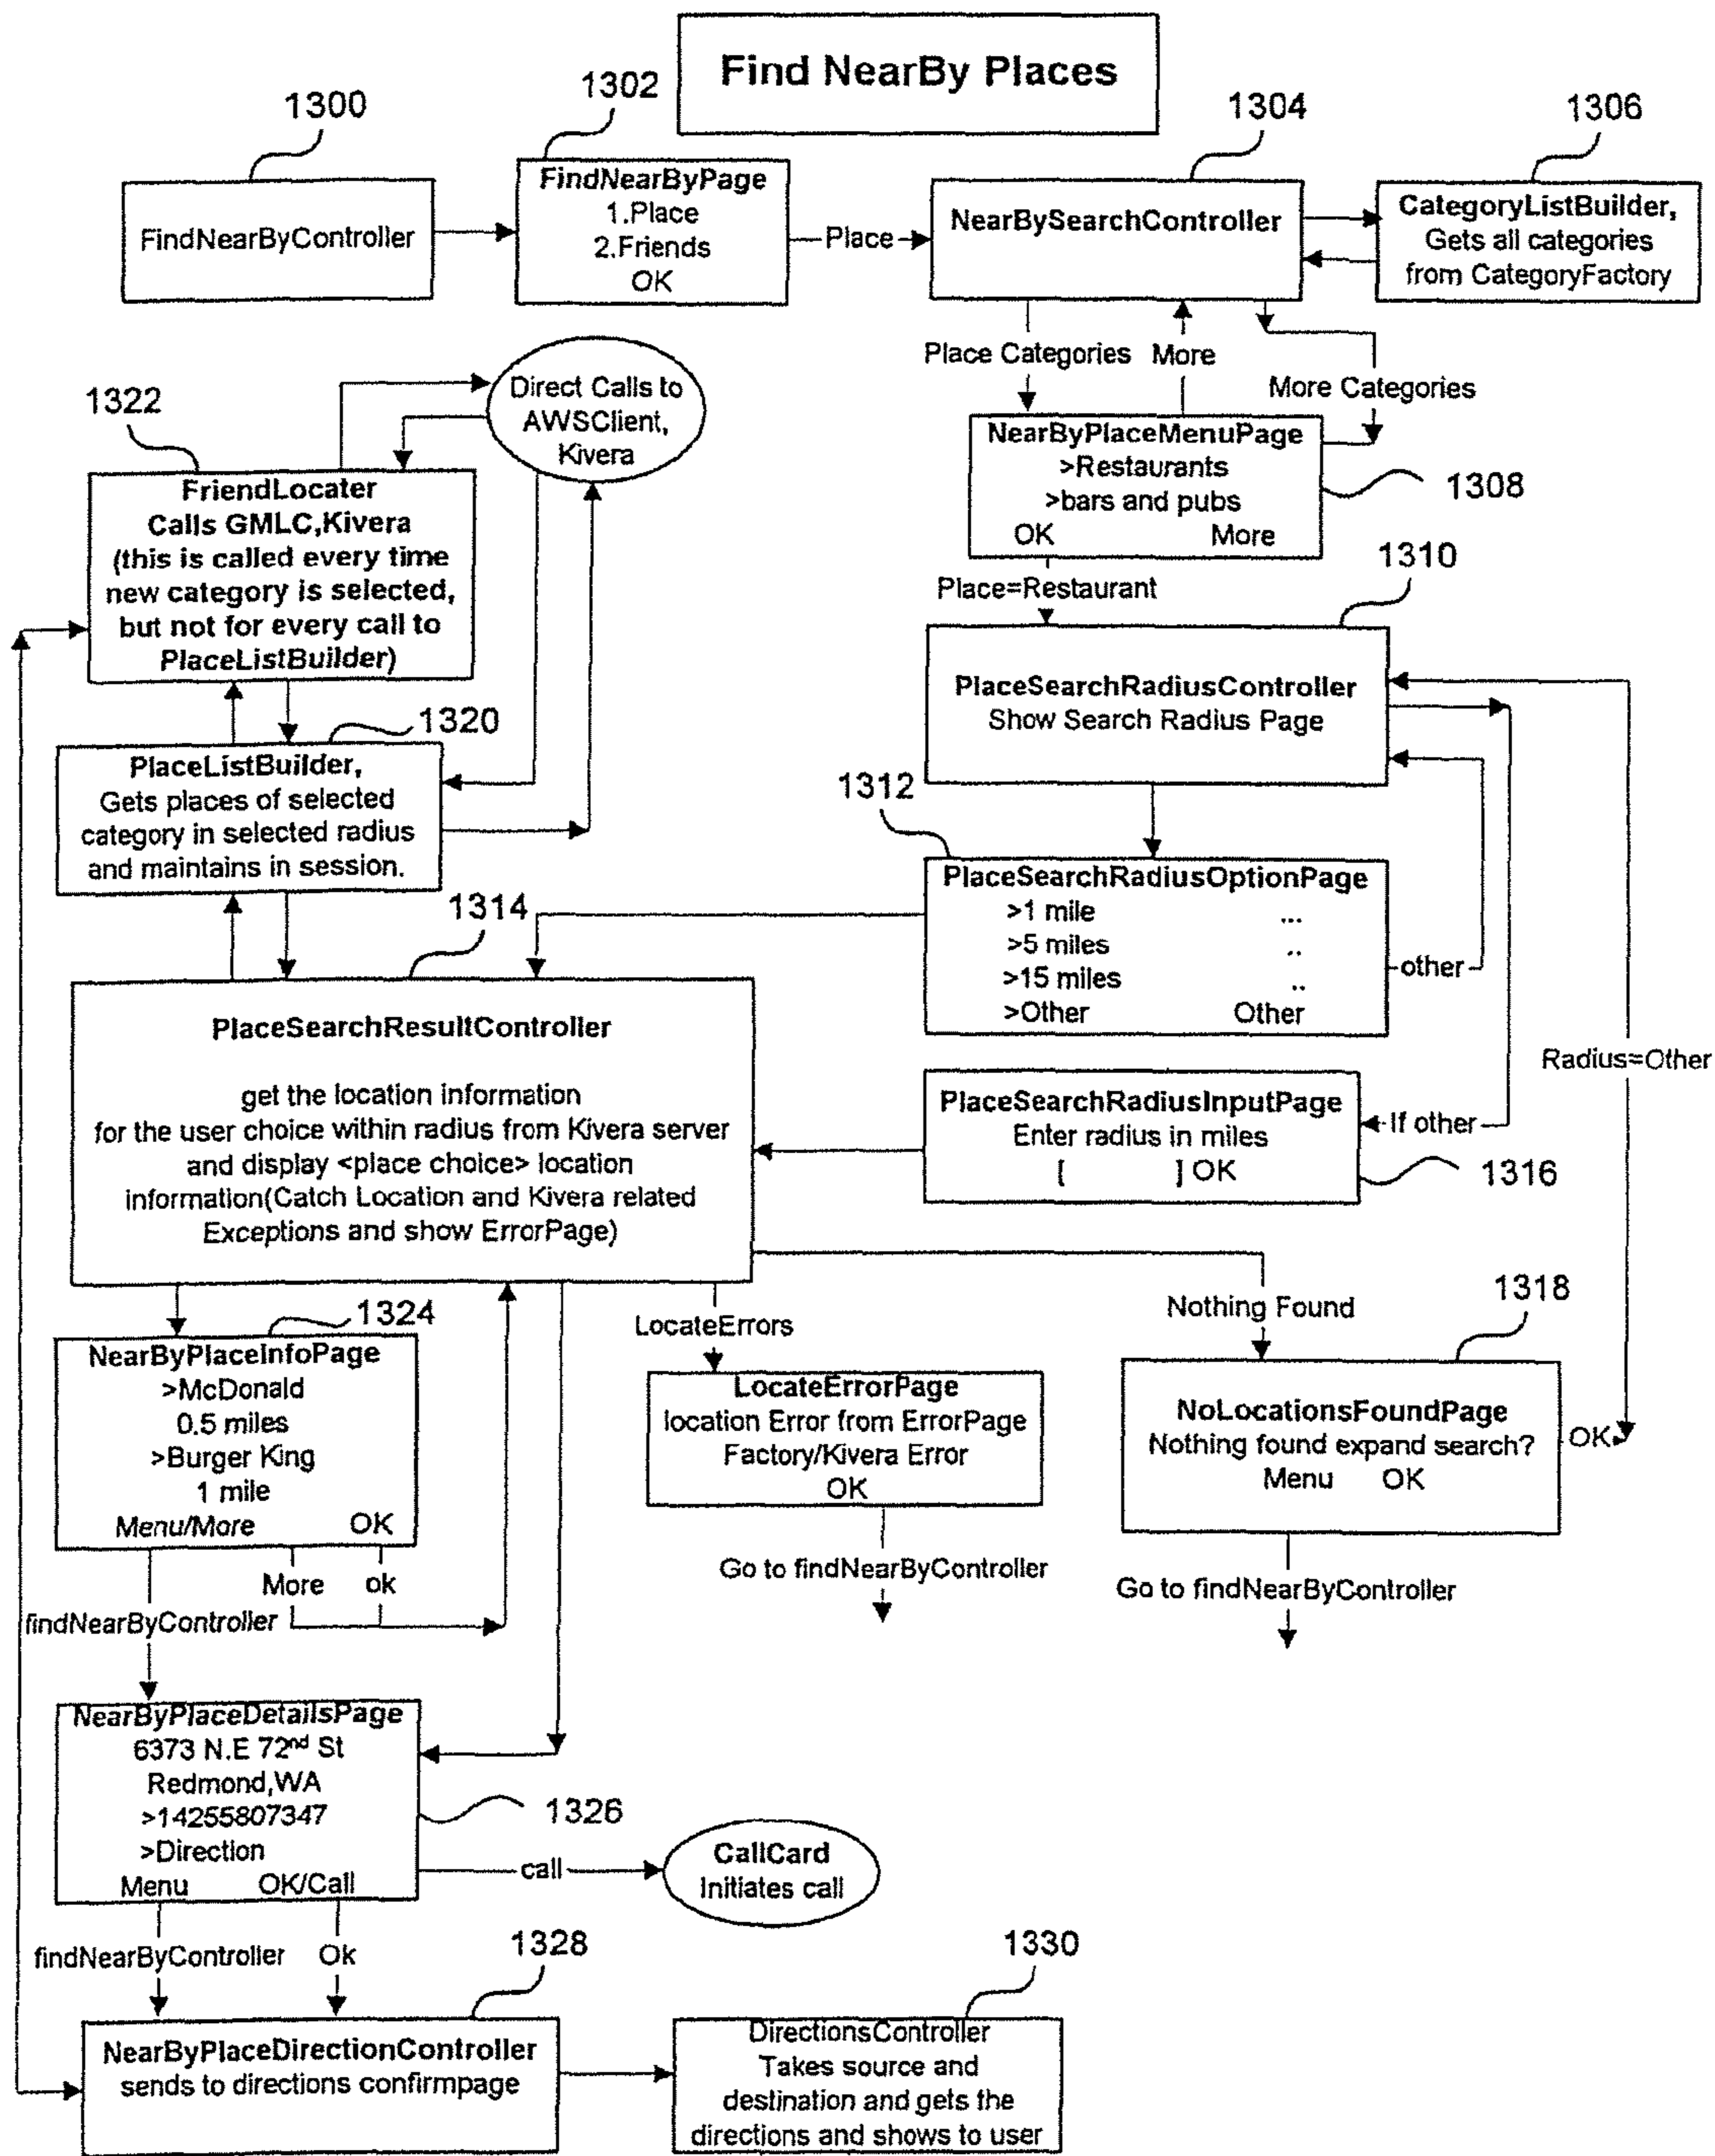 Find NearBy Places
1300
1302
1304
1306
FindNearByController
FindNearByPage
1.Place
2.Friends
OK
Place
NearBySearchController
CategoryListBuilder,
Gets all categories
from CategoryFactory
Place Categories
More
More Categories
Direct Calls to
AWSClient,
Kivera
1322
FriendLocater
Calls GMLC,Kivera
(this is called every time
new category is selected,
but not for every call to
PlaceListBuilder)
NearByPlaceMenuPage
>Restaurants
>bars and pubs
OK More
1308
Place=Restaurant
1310
PlaceSearchRadiusController
Show Search Radius Page
1320
PlaceListBuilder,
Gets places of selected
category in selected radius
and maintains in session.
1312
PlaceSearchRadiusOptionPage
>1 mile ...
>5 miles ..
>15 miles ..
>Other Other
other
1314
PlaceSearchResultController
get the location information
for the user choice within radius from Kivera server
and display <place choice> location
information(Catch Location and Kivera related
Exceptions and show ErrorPage)
Radius=Other
PlaceSearchRadiusInputPage
Enter radius in miles
[ ] OK
If other
1316
1324
NearByPlaceInfoPage
>McDonald
0.5 miles
>Burger King
1 mile
Menu/More OK
LocateErrors
LocateErrorPage
location Error from ErrorPage
Factory/Kivera Error
OK
Go to findNearByController
Nothing Found
1318
NoLocationsFoundPage
Nothing found expand search?
Menu OK
OK
Go to findNearByController
More ok
findNearByController
NearByPlaceDetailsPage
6373 N.E 72nd St
Redmond,WA
>14255807347
>Direction
Menu OK/Call
1326
call
CallCard
Initiates call
findNearByController Ok
1328
NearByPlaceDirectionController
sends to directions confirmpage
1330
DirectionsController
Takes source and
destination and gets the
directions and shows to user